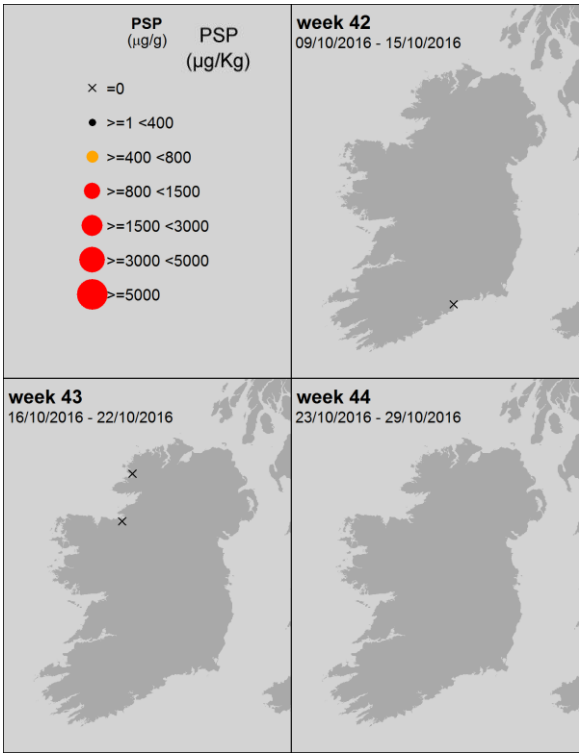 PSP
(µg/g)
PSP
(µg/Kg)
=0
>=1 <400
>=400 <800
>=800 <1500
>=1500 <3000
>=3000 <5000
>=5000
week 42
09/10/2016 - 15/10/2016
week 43
16/10/2016 - 22/10/2016
week 44
23/10/2016 - 29/10/2016